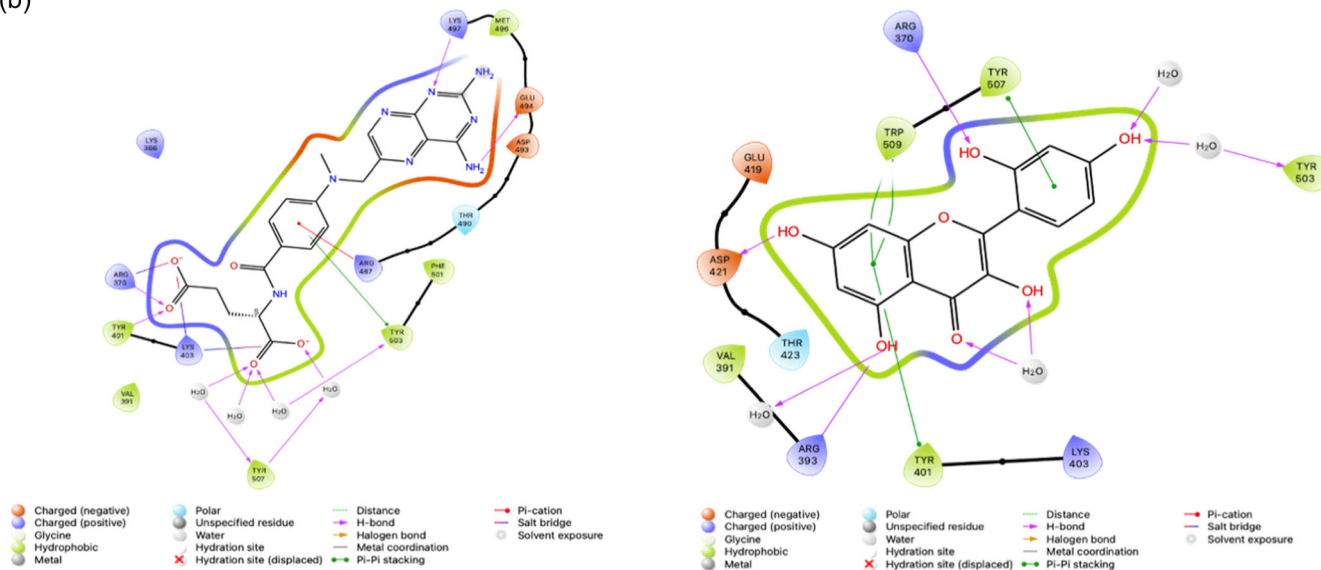 (b)
LYS
497
MET
496
NH₂
N
N
N
N
NH₂
GLU
494
ASP
493
LYS
366
N
THR
490
ARG
487
PHE
501
O
NH
S
O⁻
O
ARG
370
TYR
401
LYS
403
O⁻
O
TYR
503
VAL
391
H₂O
H₂O
H₂O
H₂O
TYR
507
Charged (negative)
Charged (positive)
Glycine
Hydrophobic
Metal
Polar
Unspecified residue
Water
Hydration site
Hydration site (displaced)
Distance
H-bond
Halogen bond
Metal coordination
Pi-Pi stacking
Pi-cation
Salt bridge
Solvent exposure
ARG
370
TYR
507
H₂O
TRP
509
HO
OH
H₂O
TYR
503
GLU
419
HO
O
ASP
421
OH
THR
423
OH
O
H₂O
VAL
391
H₂O
ARG
393
TYR
401
LYS
403
Charged (negative)
Charged (positive)
Glycine
Hydrophobic
Metal
Polar
Unspecified residue
Water
Hydration site
Hydration site (displaced)
Distance
H-bond
Halogen bond
Metal coordination
Pi-Pi stacking
Pi-cation
Salt bridge
Solvent exposure